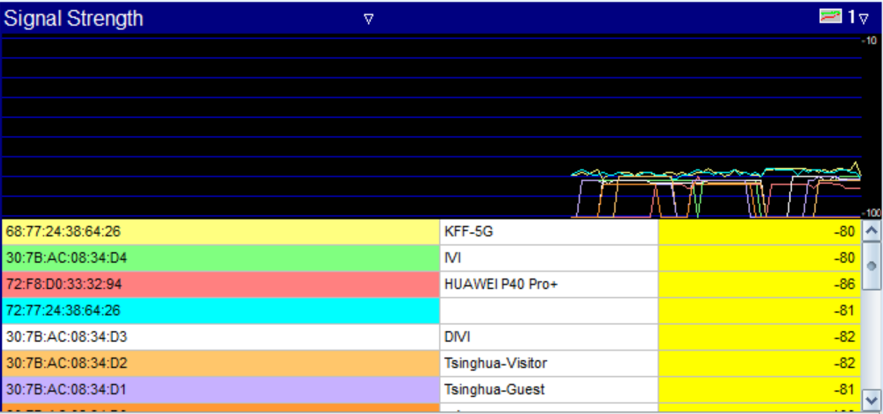 Signal Strength 1
-10
-100
68:77:24:38:64:26 KFF-5G -80
30:7B:AC:08:34:D4 IVI -80
72:F8:D0:33:32:94 HUAWEI P40 Pro+ -86
72:77:24:38:64:26 -81
30:7B:AC:08:34:D3 DIVI -82
30:7B:AC:08:34:D2 Tsinghua-Visitor -82
30:7B:AC:08:34:D1 Tsinghua-Guest -81